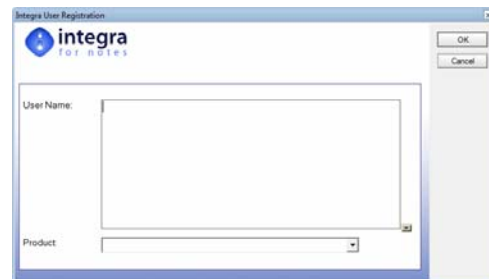 Integra User Registration
integra
for notes
OK
Cancel
User Name:
Product